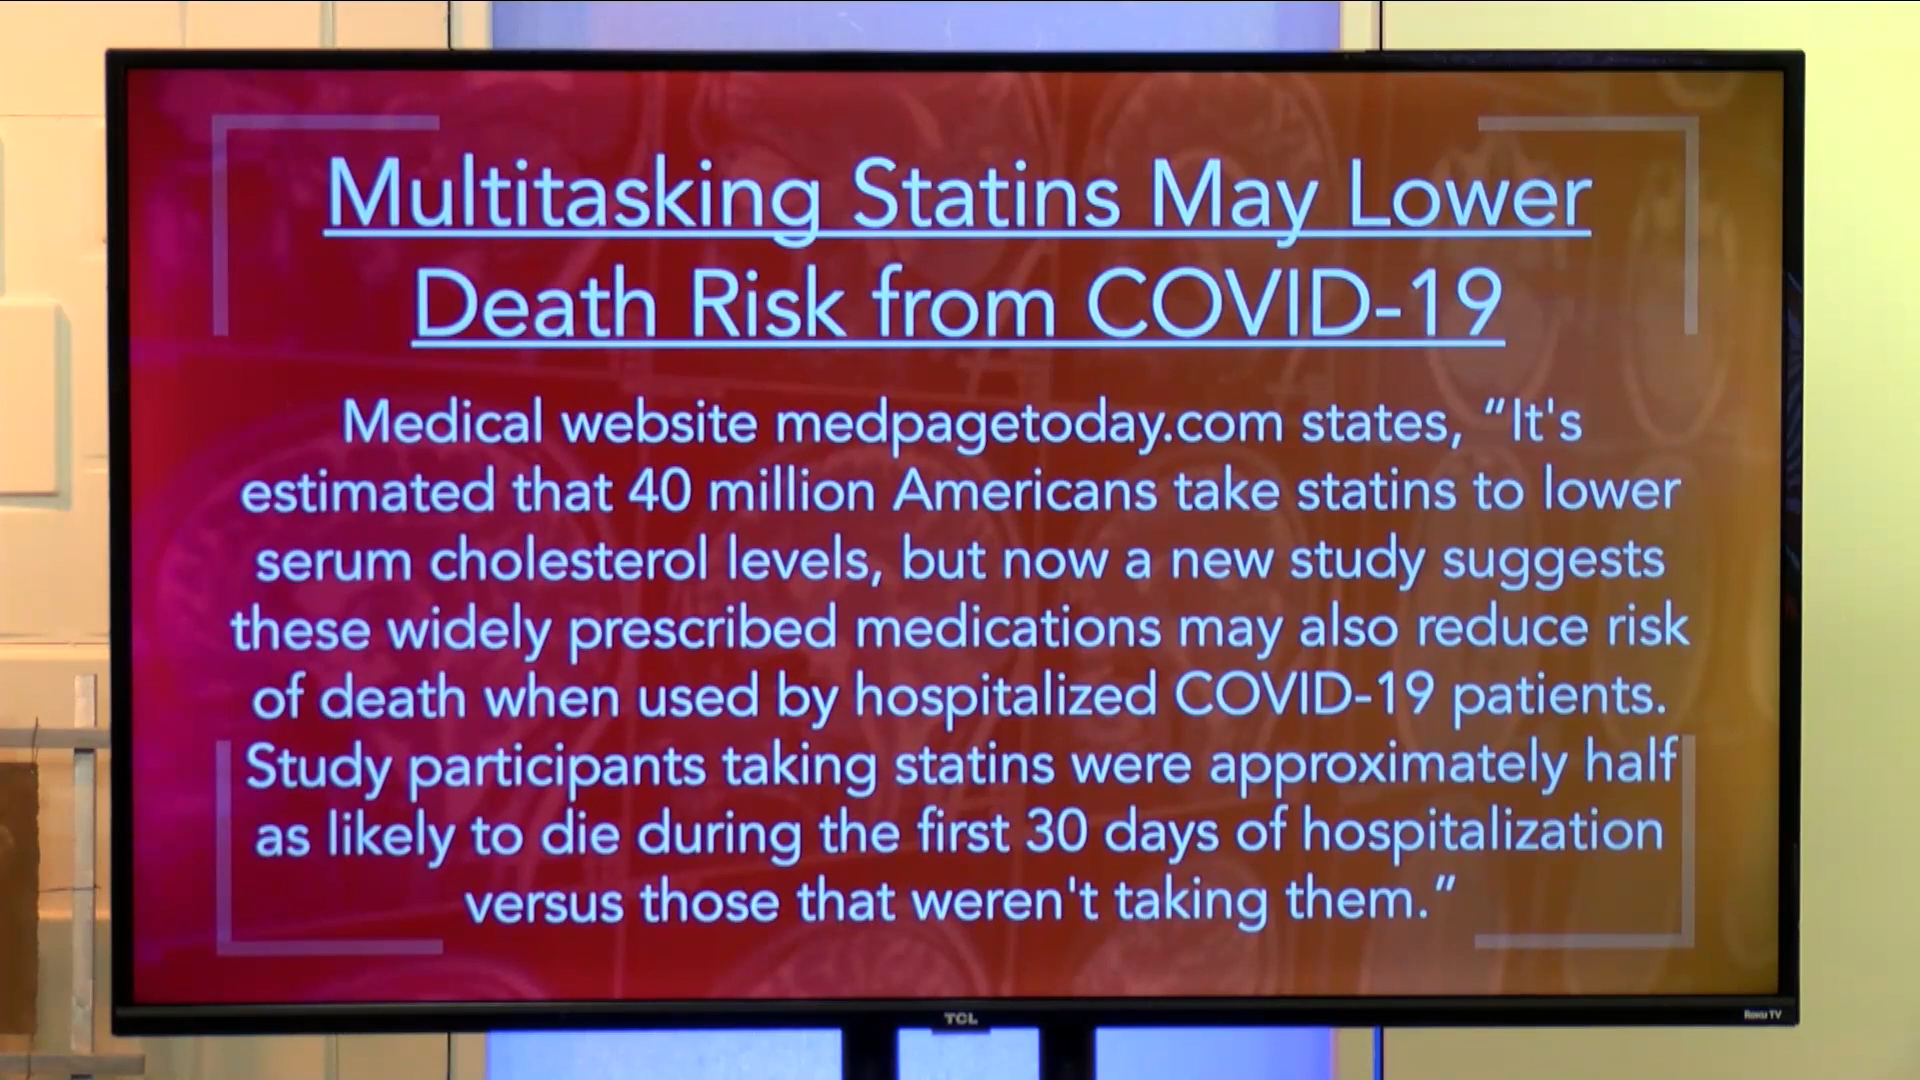 Multitasking Statins May Lower
Death Risk from COVID-19
Medical website medpagetoday.com states, “It's
estimated that 40 million Americans take statins to lower
serum cholesterol levels, but now a new study suggests
these widely prescribed medications may also reduce risk
of death when used by hospitalized COVID-19 patients.
Study participants taking statins were approximately half
as likely to die during the first 30 days of hospitalization
versus those that weren't taking them.”
TCL
Roku TV